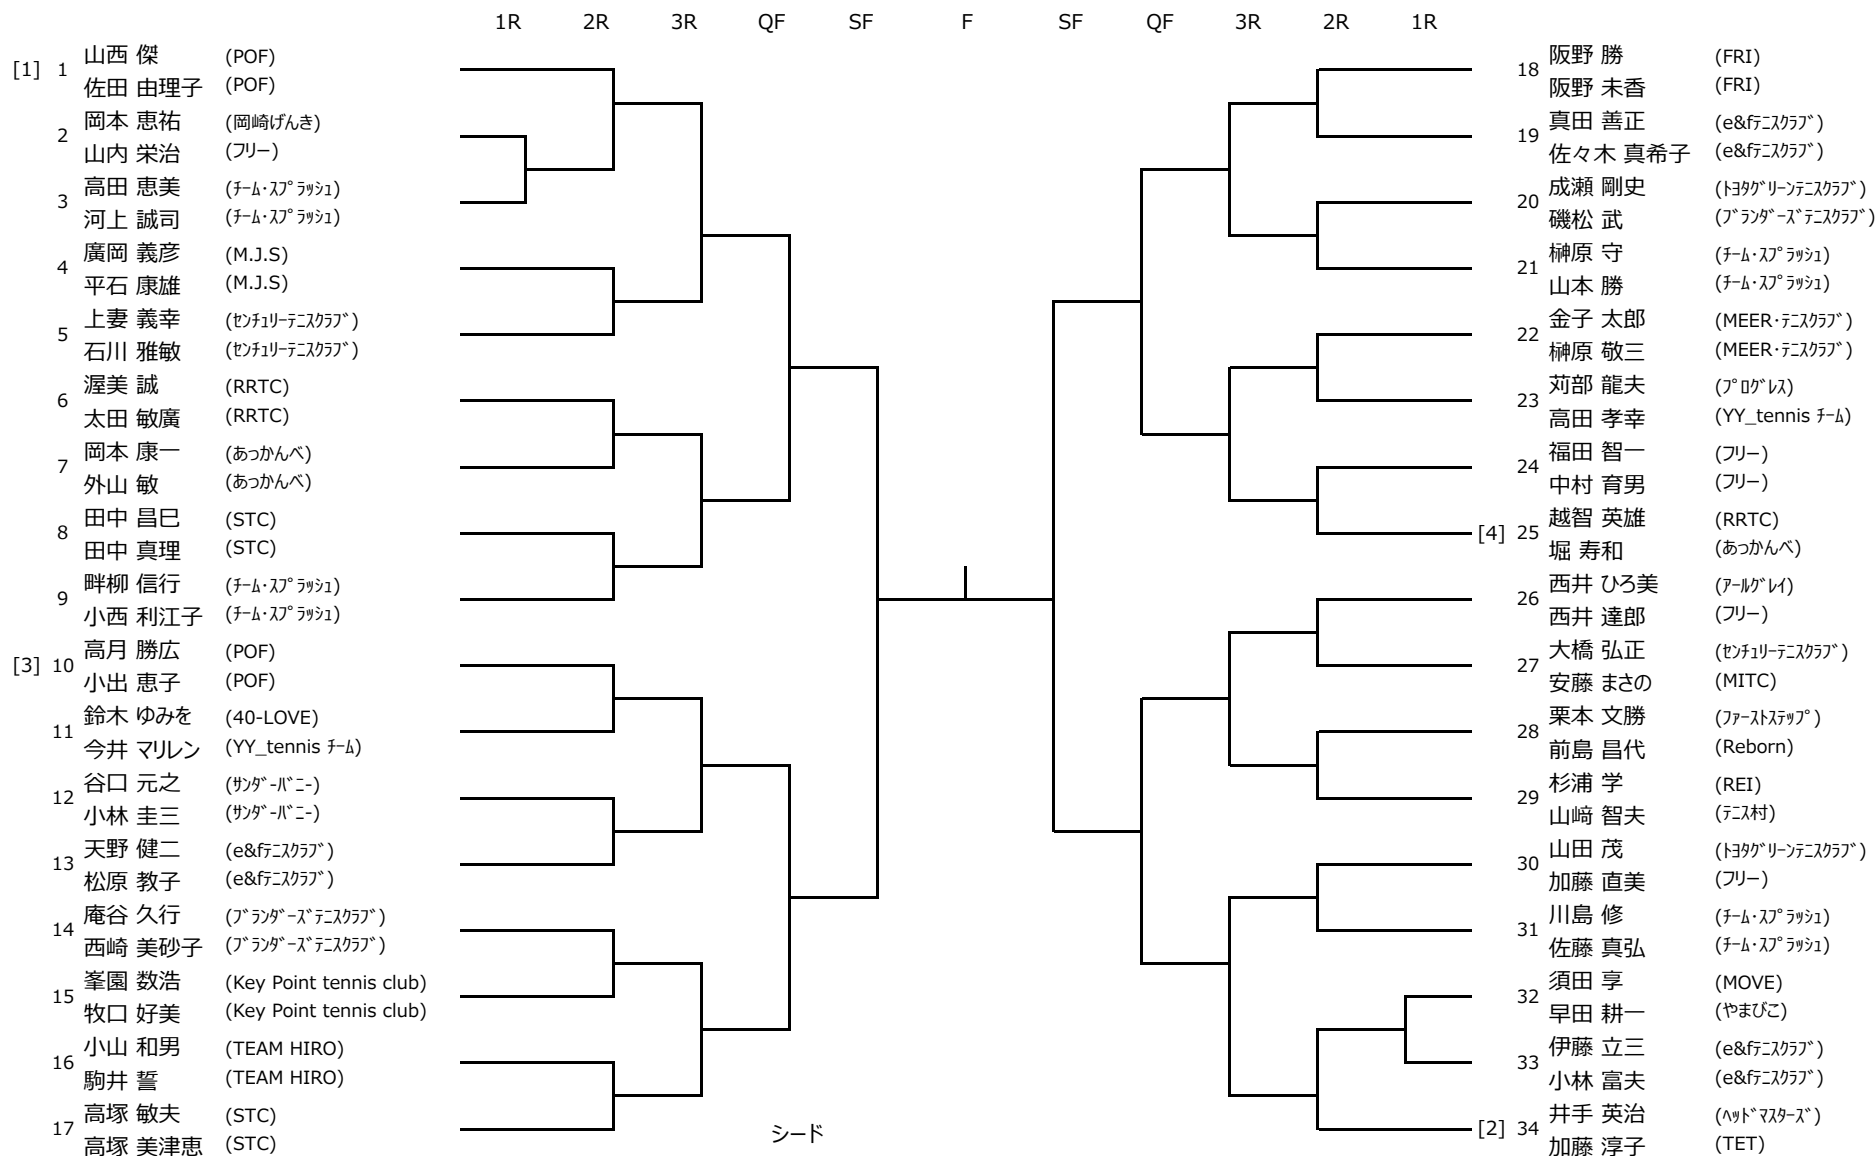 1R 2R 3R QF SF F SF QF 3R 2R 1R
[1] 1 山西 傑 (POF)
佐田 由理子 (POF)
2 岡本 恵祐 (岡崎げんき)
山内 栄治 (フリー)
3 高田 恵美 (ﾁｰﾑ･ｽﾌﾟﾗｯｼｭ)
河上 誠司 (ﾁｰﾑ･ｽﾌﾟﾗｯｼｭ)
4 廣岡 義彦 (M.J.S)
平石 康雄 (M.J.S)
5 上妻 義幸 (ｾﾝﾁｭﾘｰﾃﾆｽｸﾗﾌﾞ)
石川 雅敏 (ｾﾝﾁｭﾘｰﾃﾆｽｸﾗﾌﾞ)
6 渥美 誠 (RRTC)
太田 敏廣 (RRTC)
7 岡本 康一 (あっかんべ)
外山 敏 (あっかんべ)
8 田中 昌巳 (STC)
田中 真理 (STC)
9 畔柳 信行 (ﾁｰﾑ･ｽﾌﾟﾗｯｼｭ)
小西 利江子 (ﾁｰﾑ･ｽﾌﾟﾗｯｼｭ)
[3] 10 高月 勝広 (POF)
小出 恵子 (POF)
11 鈴木 ゆみを (40-LOVE)
今井 マリレン (YY_tennis ﾁｰﾑ)
12 谷口 元之 (ｻﾝﾀﾞ-ﾊﾞﾆ-)
小林 圭三 (ｻﾝﾀﾞ-ﾊﾞﾆ-)
13 天野 健二 (e&fﾃﾆｽｸﾗﾌﾞ)
松原 教子 (e&fﾃﾆｽｸﾗﾌﾞ)
14 庵谷 久行 (ﾌﾞﾗﾝﾀﾞｰｽﾞﾃﾆｽｸﾗﾌﾞ)
西崎 美砂子 (ﾌﾞﾗﾝﾀﾞｰｽﾞﾃﾆｽｸﾗﾌﾞ)
15 峯園 数浩 (Key Point tennis club)
牧口 好美 (Key Point tennis club)
16 小山 和男 (TEAM HIRO)
駒井 誓 (TEAM HIRO)
17 高塚 敏夫 (STC)
高塚 美津恵 (STC)
シード
18 阪野 勝 (FRI)
阪野 未香 (FRI)
19 真田 善正 (e&fﾃﾆｽｸﾗﾌﾞ)
佐々木 真希子 (e&fﾃﾆｽｸﾗﾌﾞ)
20 成瀬 剛史 (ﾄﾖﾀｸﾞﾘｰﾝﾃﾆｽｸﾗﾌﾞ)
磯松 武 (ﾌﾞﾗﾝﾀﾞｰｽﾞﾃﾆｽｸﾗﾌﾞ)
21 榊原 守 (ﾁｰﾑ･ｽﾌﾟﾗｯｼｭ)
山本 勝 (ﾁｰﾑ･ｽﾌﾟﾗｯｼｭ)
22 金子 太郎 (MEER･ﾃﾆｽｸﾗﾌﾞ)
榊原 敬三 (MEER･ﾃﾆｽｸﾗﾌﾞ)
23 苅部 龍夫 (ﾌﾟﾛｸﾞﾚｽ)
高田 孝幸 (YY_tennis ﾁｰﾑ)
24 福田 智一 (フリー)
中村 育男 (フリー)
[4] 25 越智 英雄 (RRTC)
堀 寿和 (あっかんべ)
26 西井 ひろ美 (ｱｰﾙｸﾞﾚｲ)
西井 達郎 (フリー)
27 大橋 弘正 (ｾﾝﾁｭﾘｰﾃﾆｽｸﾗﾌﾞ)
安藤 まさの (MITC)
28 栗本 文勝 (ﾌｧｰｽﾄｽﾃｯﾌﾟ)
前島 昌代 (Reborn)
29 杉浦 学 (REI)
山﨑 智夫 (ﾃﾆｽ村)
30 山田 茂 (ﾄﾖﾀｸﾞﾘｰﾝﾃﾆｽｸﾗﾌﾞ)
加藤 直美 (フリー)
31 川島 修 (ﾁｰﾑ･ｽﾌﾟﾗｯｼｭ)
佐藤 真弘 (ﾁｰﾑ･ｽﾌﾟﾗｯｼｭ)
32 須田 享 (MOVE)
早田 耕一 (やまびこ)
33 伊藤 立三 (e&fﾃﾆｽｸﾗﾌﾞ)
小林 富夫 (e&fﾃﾆｽｸﾗﾌﾞ)
[2] 34 井手 英治 (ﾍｯﾄﾞﾏｽﾀｰｽﾞ)
加藤 淳子 (TET)